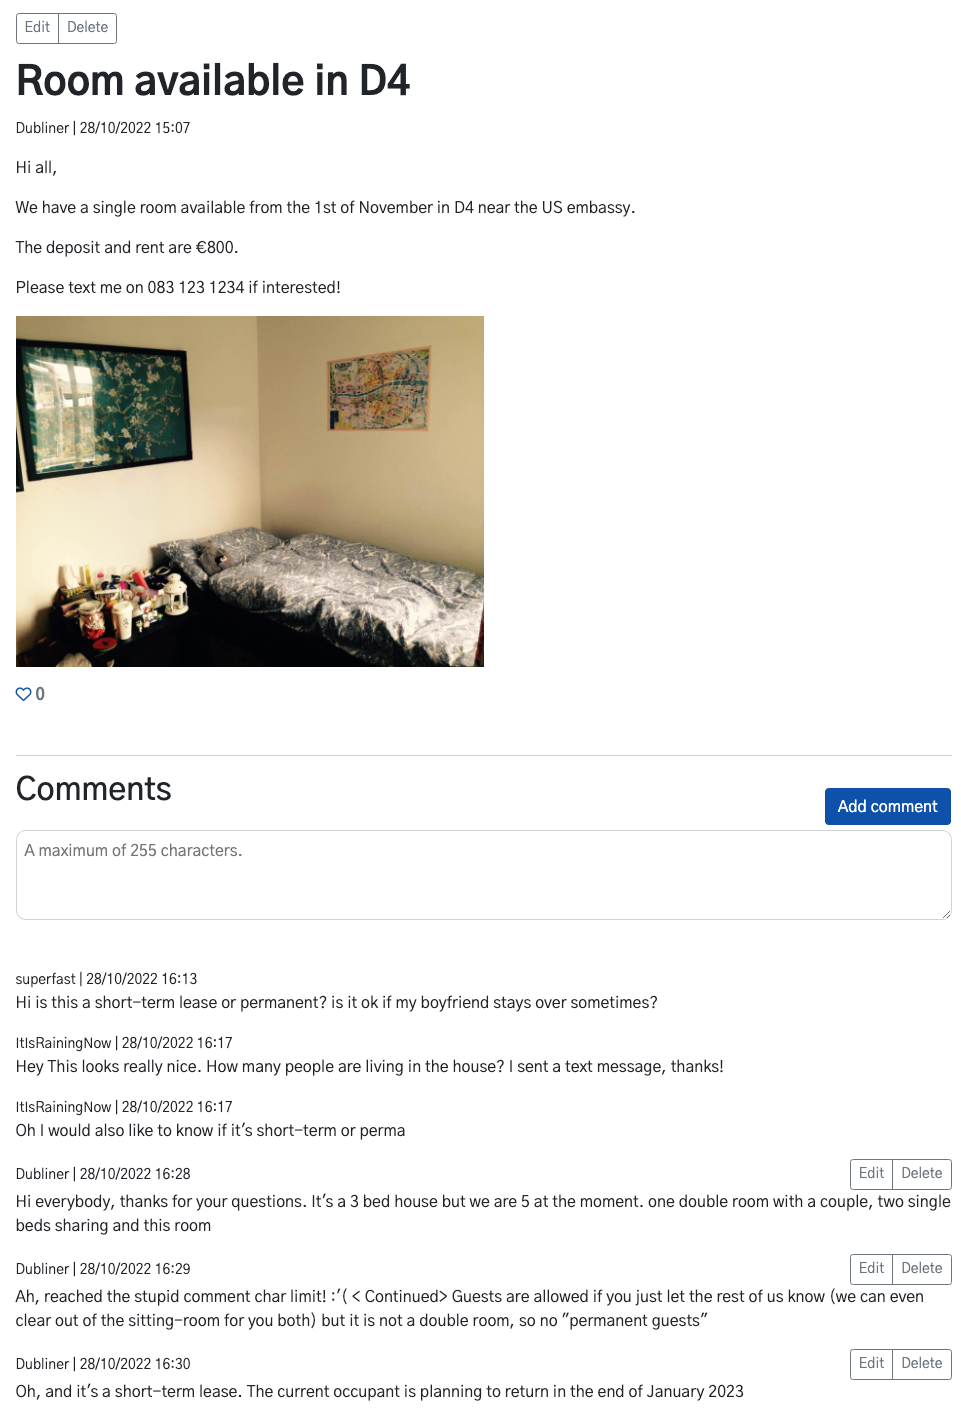 Edit Delete
Room available in D4
Dubliner | 28/10/2022 15:07
Hi all,
We have a single room available from the 1st of November in D4 near the US embassy.
The deposit and rent are €800.
Please text me on 083 123 1234 if interested!
0
Comments
Add comment
A maximum of 255 characters.
superfast | 28/10/2022 16:13
Hi is this a short-term lease or permanent? is it ok if my boyfriend stays over sometimes?
ItIsRainingNow | 28/10/2022 16:17
Hey This looks really nice. How many people are living in the house? I sent a text message, thanks!
ItIsRainingNow | 28/10/2022 16:17
Oh I would also like to know if it's short-term or perma
Dubliner | 28/10/2022 16:28
Edit Delete
Hi everybody, thanks for your questions. It's a 3 bed house but we are 5 at the moment. one double room with a couple, two single
beds sharing and this room
Dubliner | 28/10/2022 16:29
Edit Delete
Ah, reached the stupid comment char limit! :'( < Continued> Guests are allowed if you just let the rest of us know (we can even
clear out of the sitting-room for you both) but it is not a double room, so no "permanent guests"
Dubliner | 28/10/2022 16:30
Edit Delete
Oh, and it's a short-term lease. The current occupant is planning to return in the end of January 2023